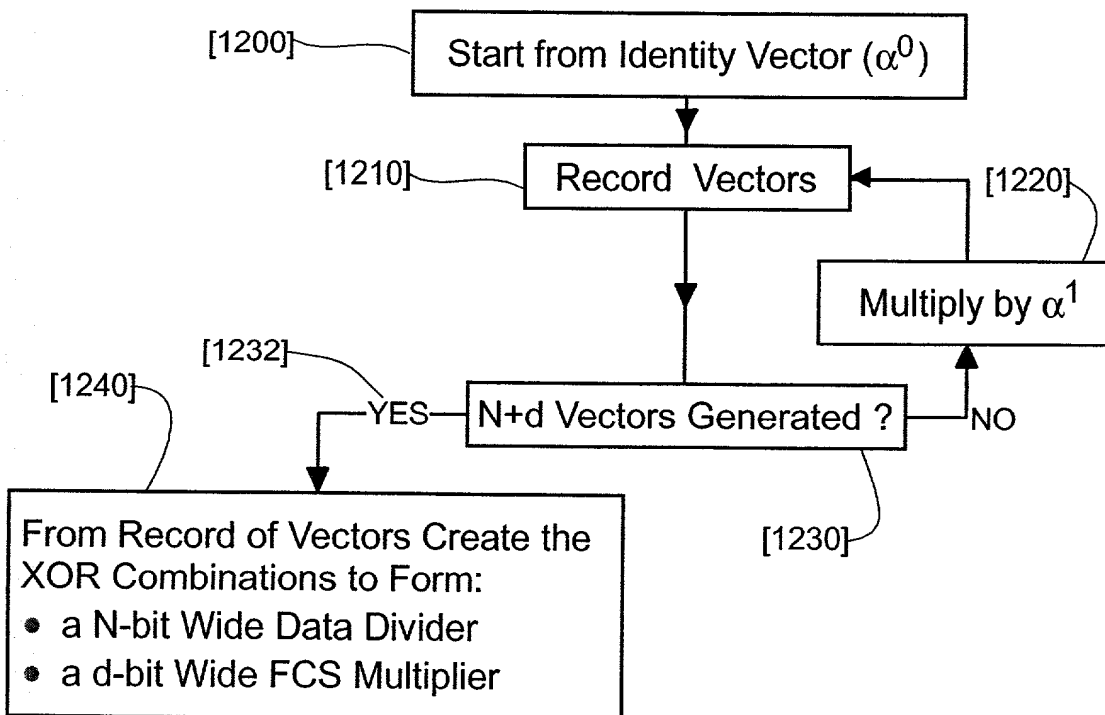 [1200]
Start from Identity Vector (α⁰)
[1210]
Record Vectors
[1220]
Multiply by α¹
[1232]
[1240]
YES
N+d Vectors Generated ?
NO
[1230]
From Record of Vectors Create the
XOR Combinations to Form:
• a N-bit Wide Data Divider
• a d-bit Wide FCS Multiplier